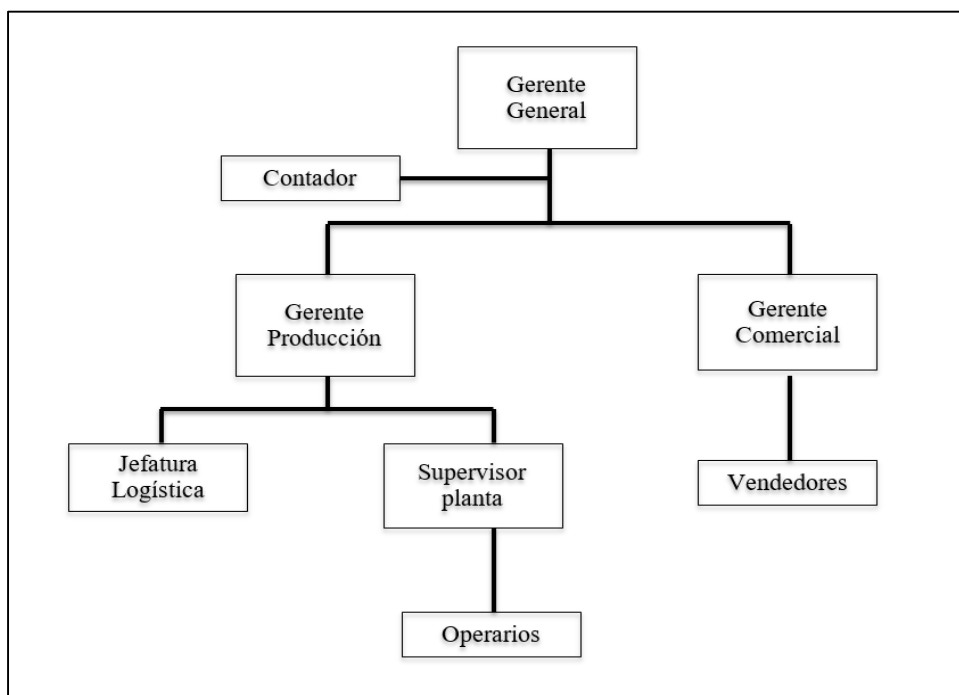 Gerente
General
Contador
Gerente
Producción
Gerente
Comercial
Jefatura
Logística
Supervisor
planta
Vendedores
Operarios